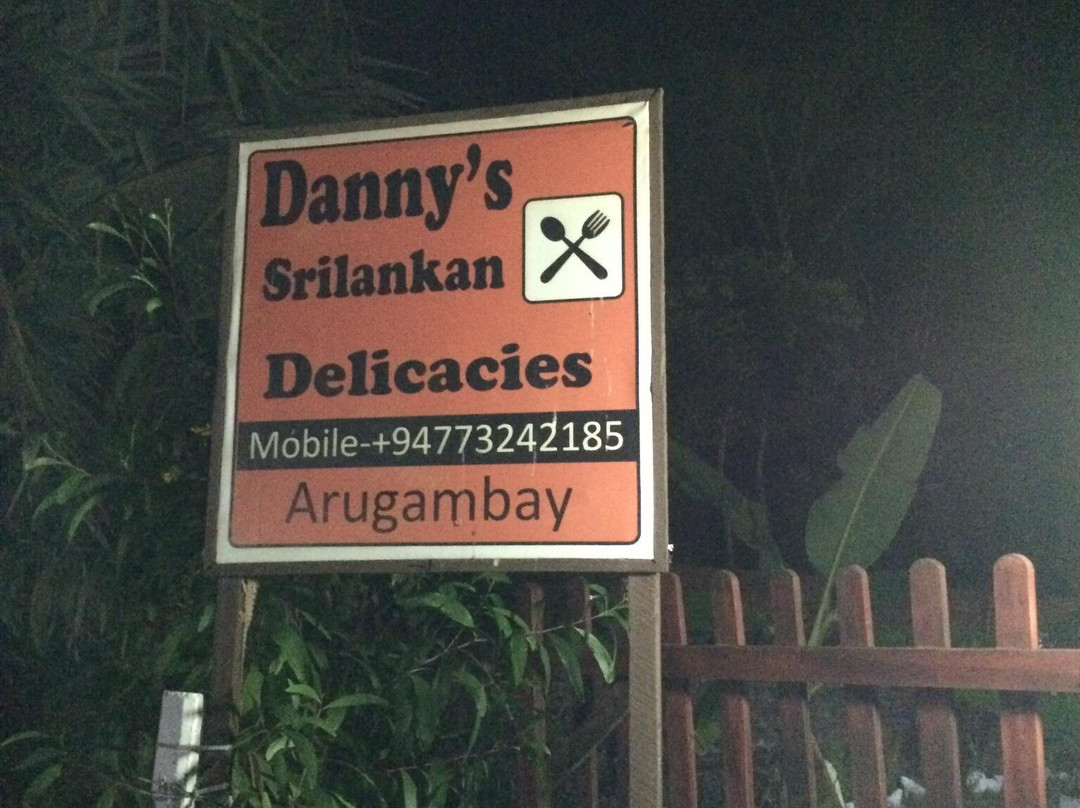 Danny's
Srilankan
Delicacies
Mobile-+94773242185
Arugambay